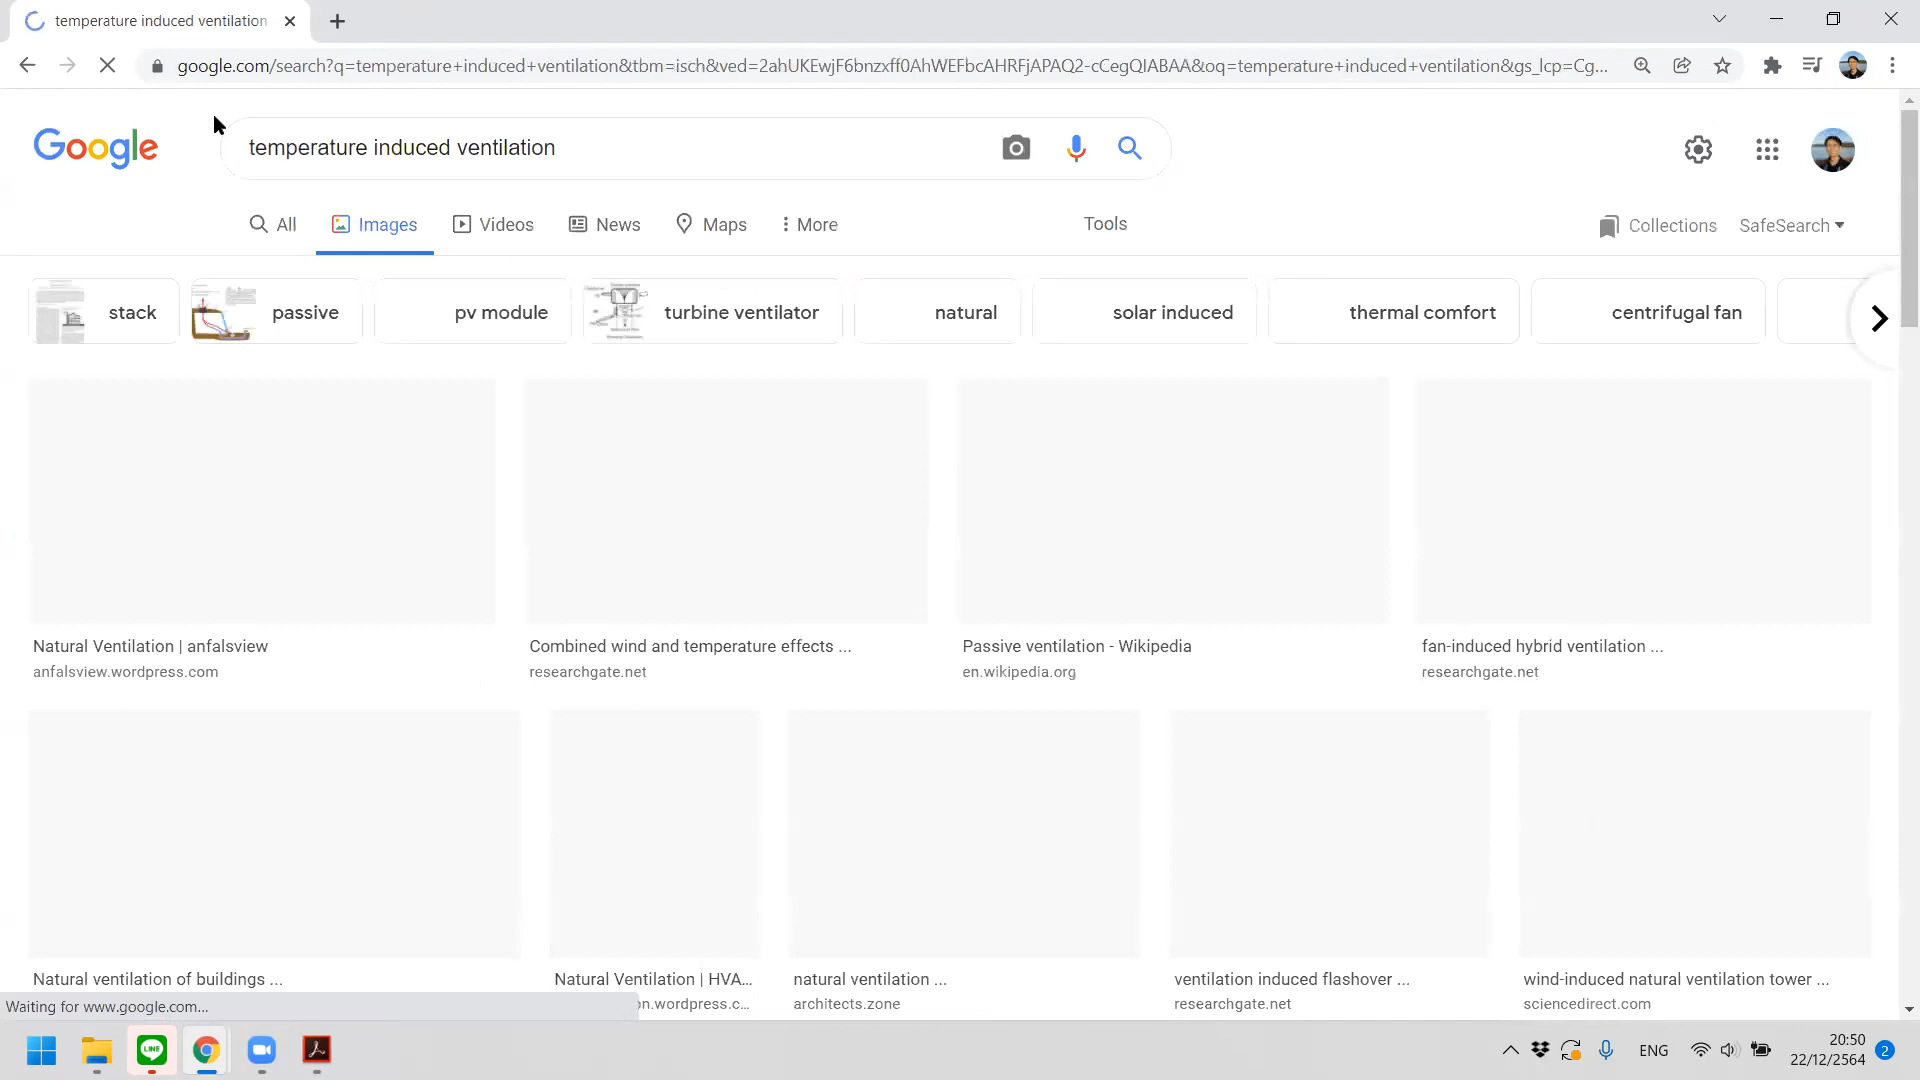 temperature induced ventilation
google.com/search?q=temperature+induced+ventilation&tbm=isch&ved=2ahUKEwjF6bnzxff0AhWEFbcAHRFjAPAQ2-cCegQIABAA&oq=temperature+induced+ventilation&gs_lcp=Cg...
Google
temperature induced ventilation
All
Images
Videos
News
Maps
More
Tools
Collections
SafeSearch
stack
passive
pv module
turbine ventilator
natural
solar induced
thermal comfort
centrifugal fan
Natural Ventilation | anfalsview
anfalsview.wordpress.com
Combined wind and temperature effects ...
researchgate.net
Passive ventilation - Wikipedia
en.wikipedia.org
fan-induced hybrid ventilation ...
researchgate.net
Natural ventilation of buildings ...
Natural Ventilation | HVA...
on.wordpress.c...
natural ventilation ...
architects.zone
ventilation induced flashover ...
researchgate.net
wind-induced natural ventilation tower ...
sciencedirect.com
Waiting for www.google.com...
LINE
ENG
20:50
22/12/2564
2